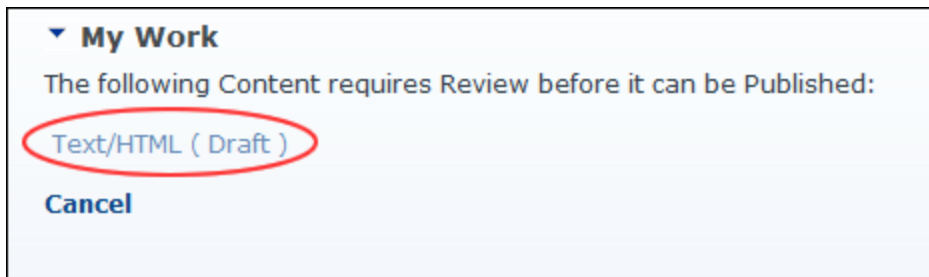 My Work
The following Content requires Review before it can be Published:
Text/HTML ( Draft )
Cancel